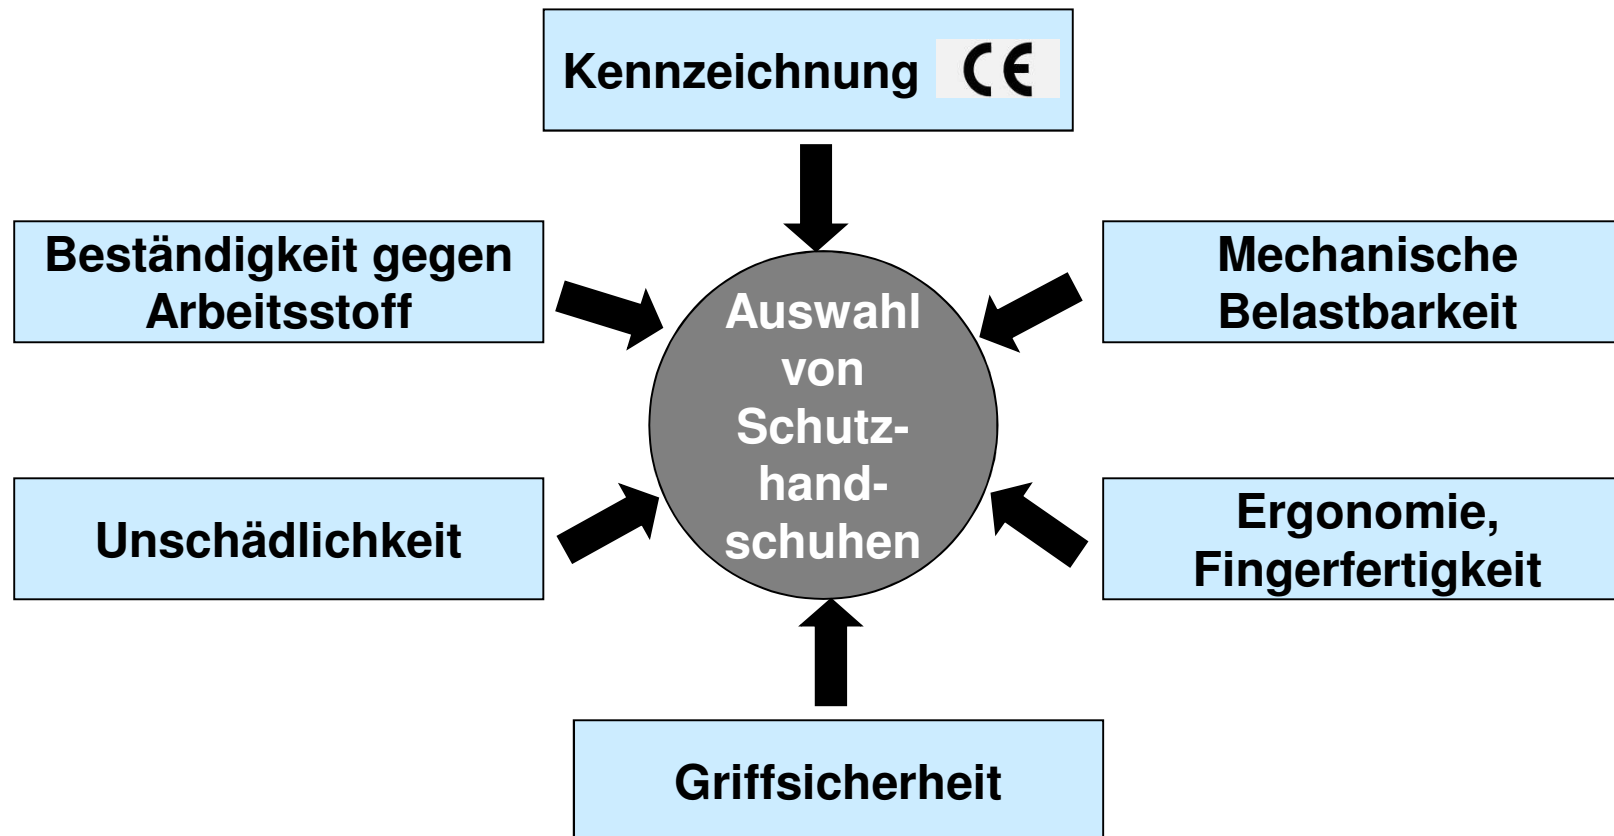 Kennzeichnung CE
Beständigkeit gegen
Arbeitsstoff
Mechanische
Belastbarkeit
Auswahl
von
Schutz-
hand-
schuhen
Unschädlichkeit
Ergonomie,
Fingerfertigkeit
Griffsicherheit